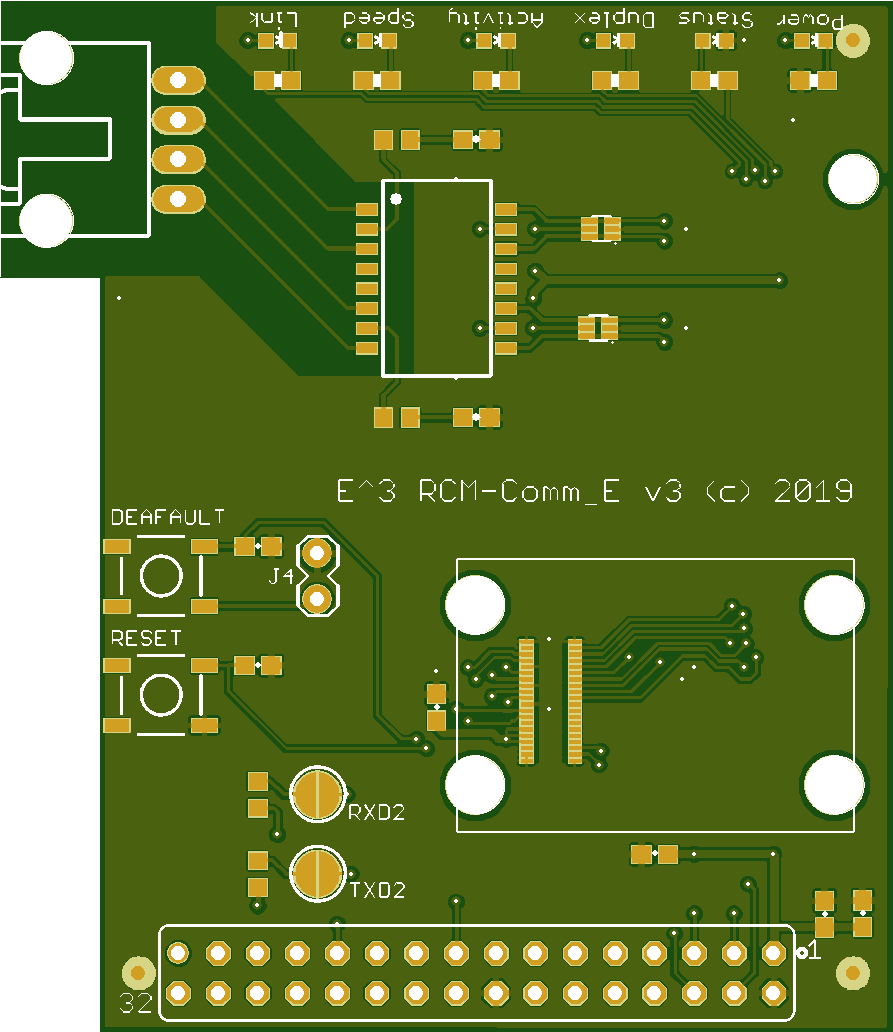 Link Speed Activity Duplex Status Power
E^3 RCM-Comm_E v3 (c) 2019
DEAFAULT
J4
RESET
RXD2
TXD2
1
32